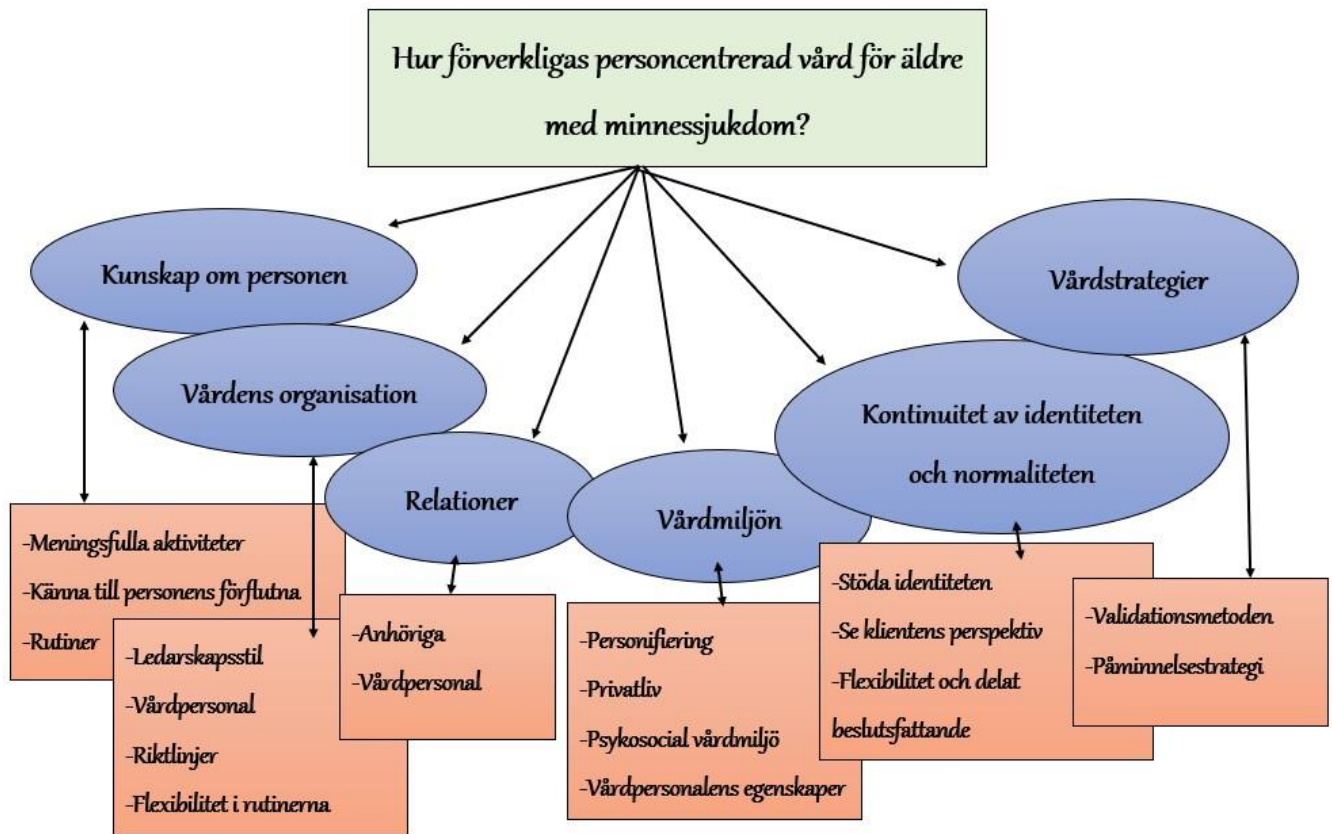 Hur förverkligas personcentrerad vård för äldre
med minnessjukdom?
Kunskap om personen
Vårdens organisation
Relationer
Vårdmiljön
Kontinuitet av identiteten
och normaliteten
Vårdstrategier
-Meningsfulla aktiviteter
-Känna till personens förflutna
-Rutiner
-Ledarskapsstil
-Vårdpersonal
-Riktlinjer
-Flexibilitet i rutinerna
-Anhöriga
-Vårdpersonal
-Personifiering
-Privatliv
-Psykosocial vårdmiljö
-Vårdpersonalens egenskaper
-Stöda identiteten
-Se klientens perspektiv
-Flexibilitet och delat
beslutsfattande
-Validationsmetoden
-Påminnelsestrategi